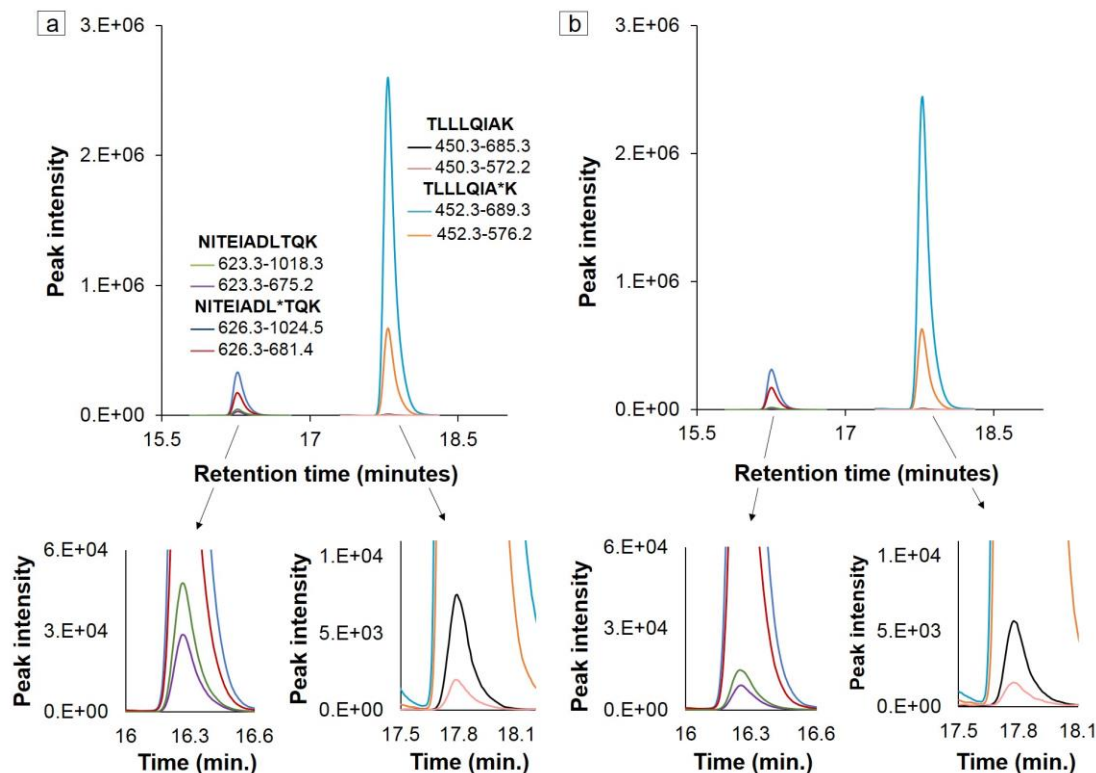 a
3.E+06
2.E+06
1.E+06
0.E+00
Peak intensity
15.5
17
18.5
Retention time (minutes)
TLLLQIAK
450.3-685.3
450.3-572.2
TLLLQIA*K
452.3-689.3
452.3-576.2
NITEIADLTQK
623.3-1018.3
623.3-675.2
NITEIADL*TQK
626.3-1024.5
626.3-681.4
b
3.E+06
2.E+06
1.E+06
0.E+00
Peak intensity
15.5
17
18.5
Retention time (minutes)
6.E+04
3.E+04
0.E+00
Peak intensity
16
16.3
16.6
Time (min.)
1.E+04
5.E+03
0.E+00
Peak intensity
17.5
17.8
18.1
Time (min.)
6.E+04
3.E+04
0.E+00
Peak intensity
16
16.3
16.6
Time (min.)
1.E+04
5.E+03
0.E+00
Peak intensity
17.5
17.8
18.1
Time (min.)